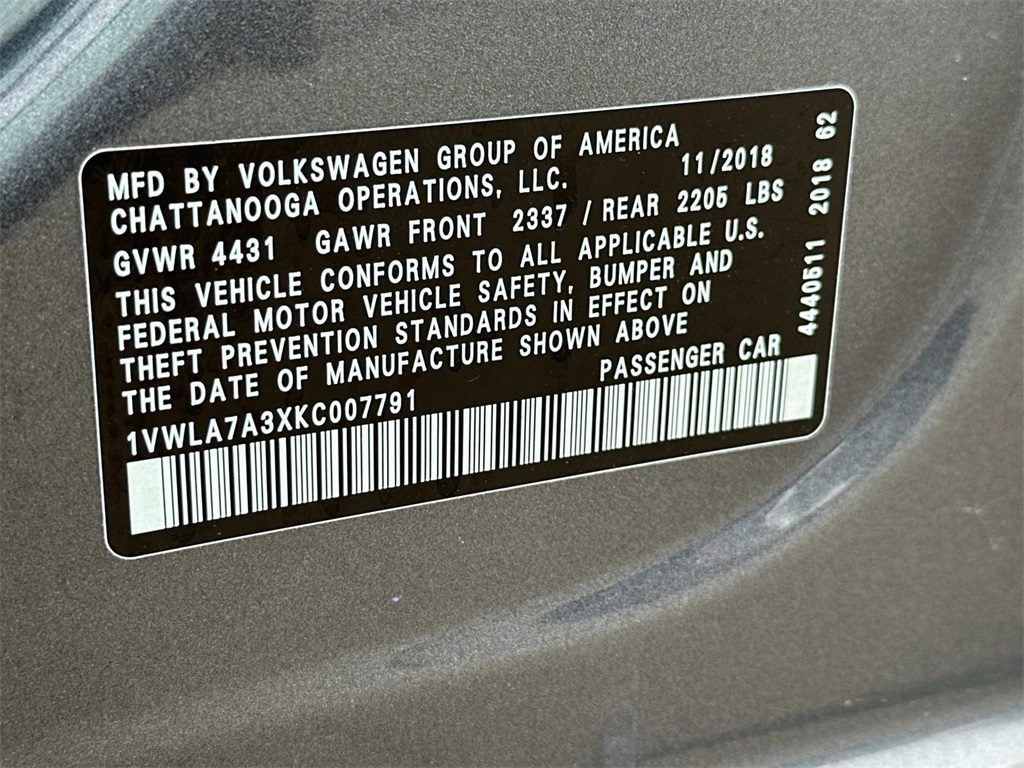 MFD BY VOLKSWAGEN GROUP OF AMERICA
CHATTANOOGA OPERATIONS, LLC. 11/2018
GVWR 4431 GAWR FRONT 2337 / REAR 2205 LBS
THIS VEHICLE CONFORMS TO ALL APPLICABLE U.S.
FEDERAL MOTOR VEHICLE SAFETY, BUMPER AND
THEFT PREVENTION STANDARDS IN EFFECT ON
THE DATE OF MANUFACTURE SHOWN ABOVE
1VWLA7A3XKC007791 PASSENGER CAR
4440511 2018 62